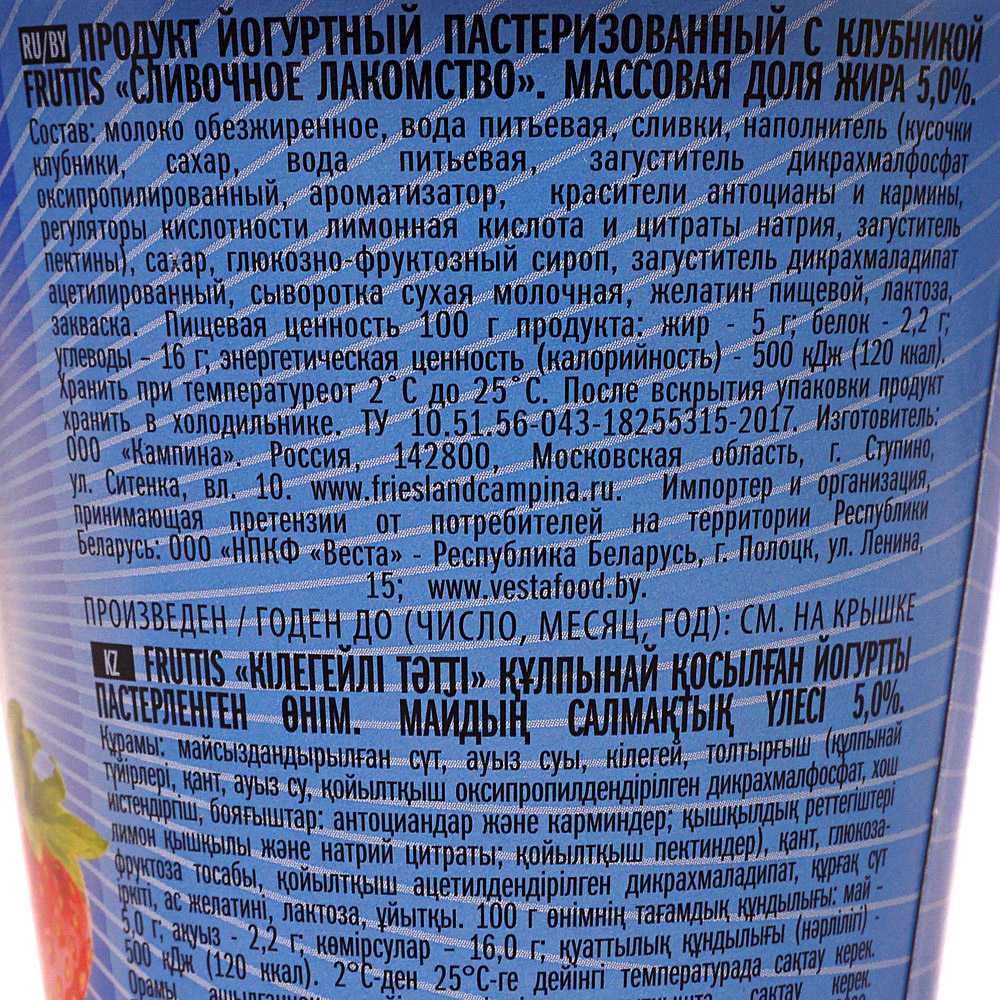 RU/BY ПРОДУКТ ЙОГУРТНЫЙ ПАСТЕРИЗОВАННЫЙ С КЛУБНИКОЙ
FRUTTIS «СЛИВОЧНОЕ ЛАКОМСТВО». МАССОВАЯ ДОЛЯ ЖИРА 5,0%.
Состав: молоко обезжиренное, вода питьевая, сливки, наполнитель (кусочки
клубники, сахар, вода питьевая, загуститель дикрахмалфосфат
оксипропилированный, ароматизатор, красители антоцианы и кармины,
регуляторы кислотности лимонная кислота и цитраты натрия, загуститель
пектины), сахар, глюкозно-фруктозный сироп, загуститель дикрахмаладипат
ацетилированный, сыворотка сухая молочная, желатин пищевой, лактоза,
закваска. Пищевая ценность 100 г продукта: жир - 5 г; белок - 2,2 г;
углеводы – 16 г; энергетическая ценность (калорийность) - 500 кДж (120 ккал).
Хранить при температуреот 2°С до 25°С. После вскрытия упаковки продукт
хранить в холодильнике. ТУ 10.51.56-043-18255315-2017. Изготовитель:
ООО «Кампина». Россия, 142800, Московская область, г. Ступино,
ул. Ситенка, вл. 10. www.frieslandcampina.ru. Импортер и организация,
принимающая претензии от потребителей на территории Республики
Беларусь: ООО «НПКФ «Веста» - Республика Беларусь, г. Полоцк, ул. Ленина,
15; www.vestafood.by.
ПРОИЗВЕДЕН / ГОДЕН ДО (ЧИСЛО, МЕСЯЦ, ГОД): СМ. НА КРЫШКЕ
KZ FRUTTIS «КІЛЕГЕЙЛІ ТӘТТІ» ҚҰЛПЫНАЙ ҚОСЫЛҒАН ЙОГУРТТЫ
ПАСТЕРЛЕНГЕН ӨНІМ. МАЙДЫҢ САЛМАҚТЫҚ ҮЛЕСІ 5,0%.
Құрамы: майсыздандырылған сүт, ауыз суы, кілегей, толтырғыш (құлпынай
түйірлері, қант, ауыз су, қойылтқыш оксипропилдендірілген дикрахмалфосфат, хош
иістендіргіш, бояғыштар: антоциандар және карминдер; қышқылдық реттегіштері
лимон қышқылы және натрий цитраты; қойылтқыш пектиндер), қант, глюкоза-
фруктоза тосабы, қойылтқыш ацетилдендірілген дикрахмаладипат, құрғақ сүт
іркіті, ас желатині, лактоза, ұйытқы. 100 г өнімнің тағамдық құндылығы: май -
5,0 г, ақуыз - 2,2 г, көмірсулар – 16,0 г; қуаттылық құндылығы (нәрлілігі) -
500 кДж (120 ккал). 2°С-ден 25°С-ге дейінгі температурада сақтау керек.
Орамы сақтау керек.